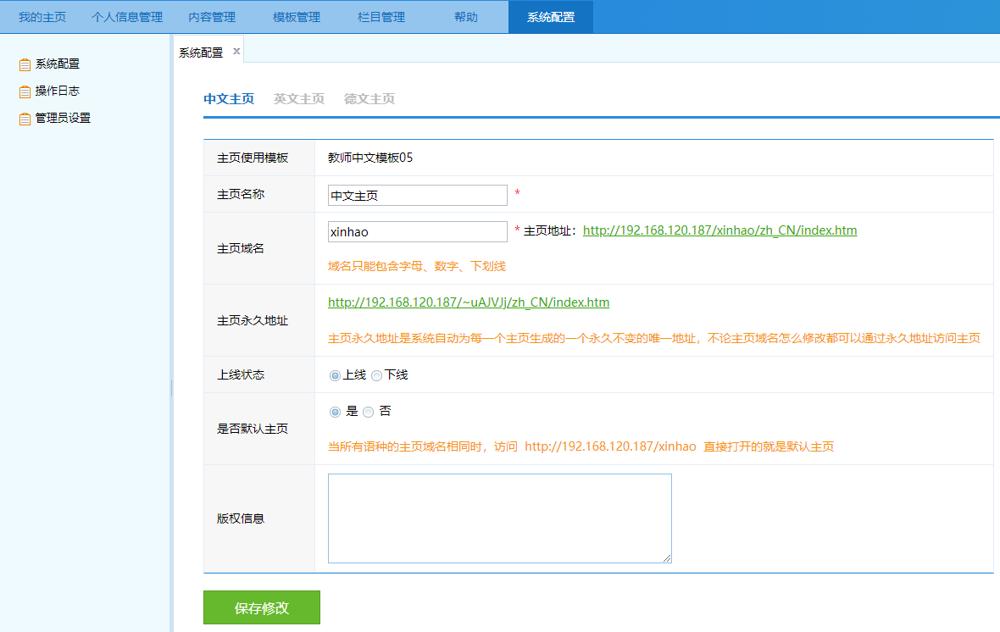 我的主页 个人信息管理 内容管理 模板管理 栏目管理 帮助 系统配置
系统配置 ×
系统配置
操作日志
管理员设置
中文主页 英文主页 德文主页
主页使用模板 教师中文模板05
主页名称 中文主页 *
主页域名 xinhao * 主页地址：http://192.168.120.187/xinhao/zh_CN/index.htm
域名只能包含字母、数字、下划线
主页永久地址 http://192.168.120.187/~uAJVJj/zh_CN/index.htm
主页永久地址是系统自动为每一个主页生成的一个永久不变的唯一地址，不论主页域名怎么修改都可以通过永久地址访问主页
上线状态 上线 下线
是否默认主页 是 否
当所有语种的主页域名相同时，访问 http://192.168.120.187/xinhao 直接打开的就是默认主页
版权信息
保存修改